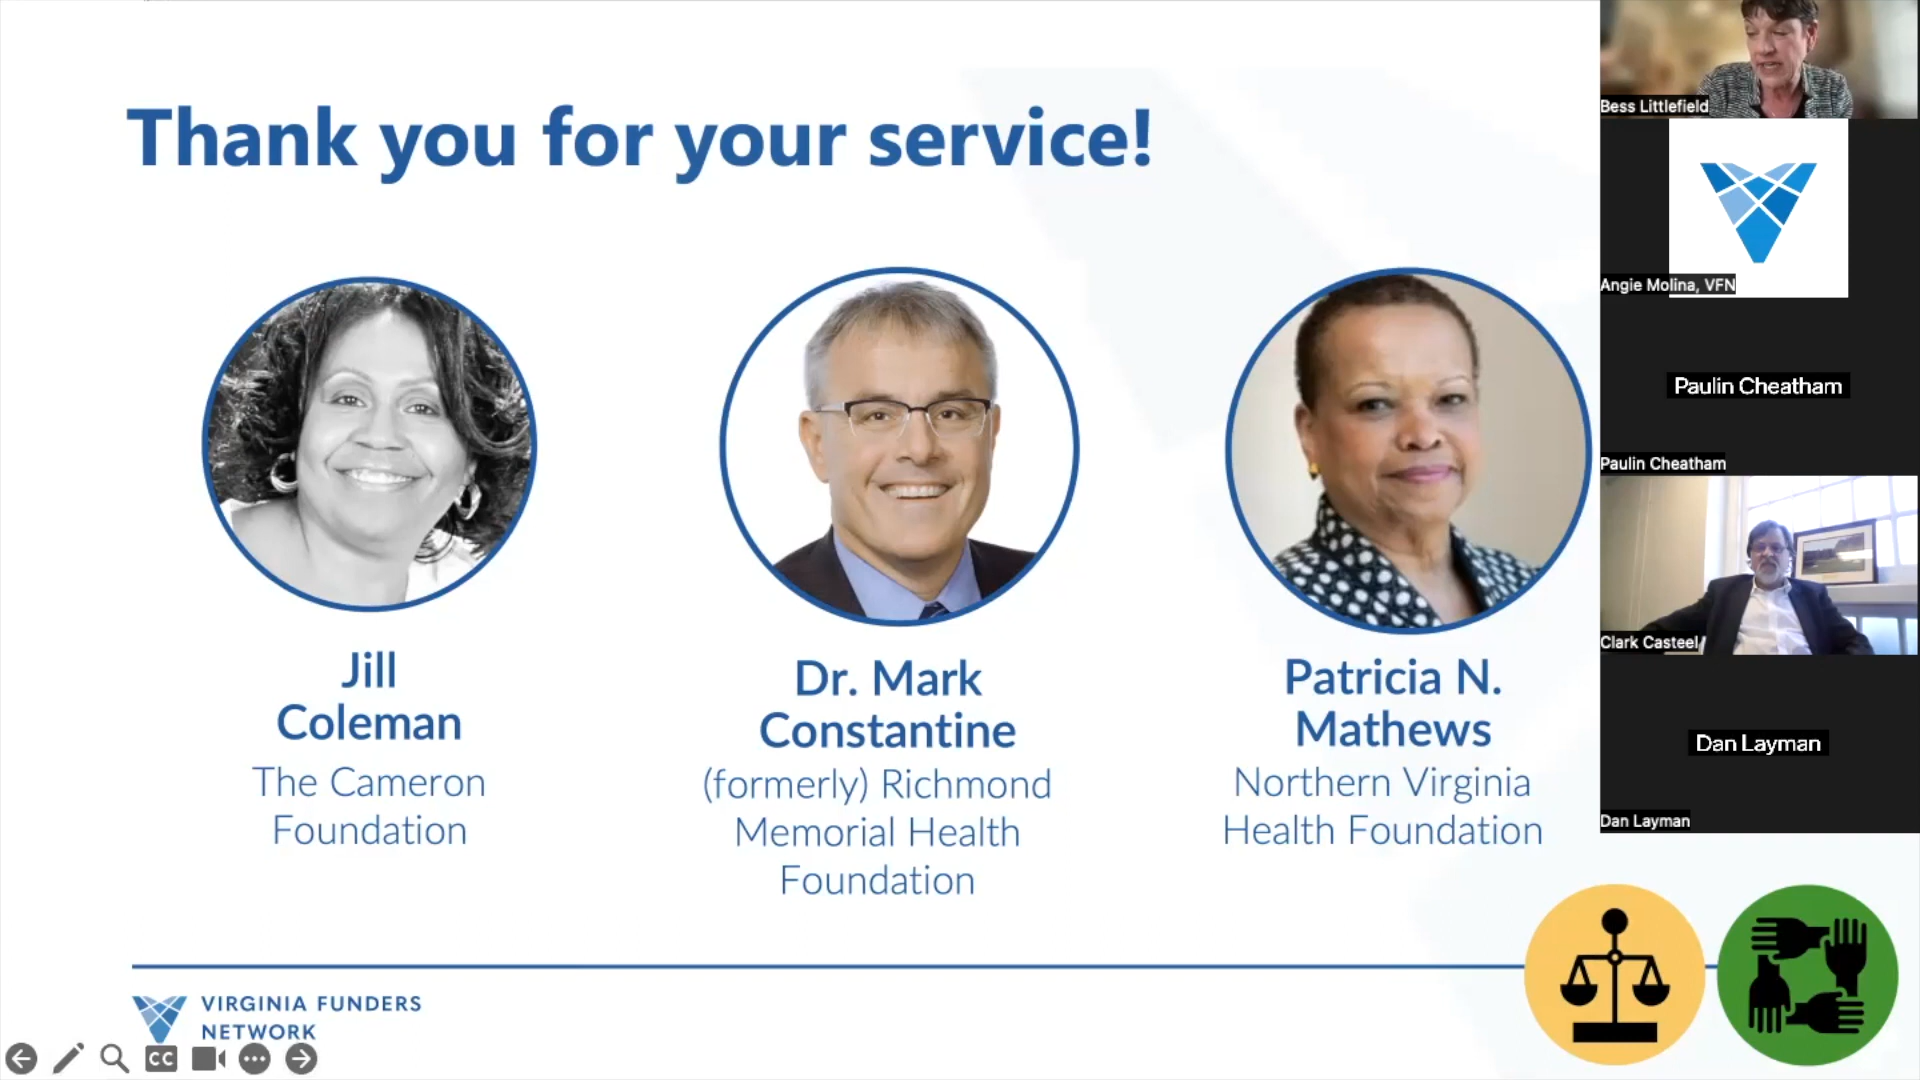 Thank you for your service!
Jill
Coleman
The Cameron
Foundation
Dr. Mark
Constantine
(formerly) Richmond
Memorial Health
Foundation
Patricia N.
Mathews
Northern Virginia
Health Foundation
VIRGINIA FUNDERS
NETWORK
CC
Bess Littlefield
Angie Molina, VFN
Paulin Cheatham
Paulin Cheatham
Clark Casteel
Dan Layman
Dan Layman